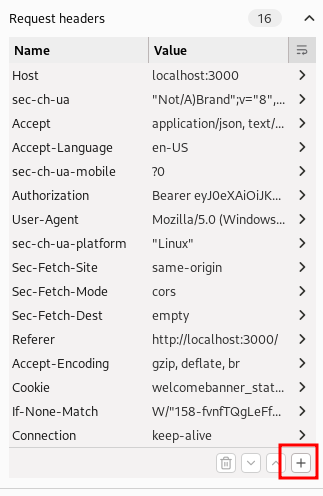 Request headers 16
Name Value
Host localhost:3000
sec-ch-ua "Not/A)Brand";v="8",...
Accept application/json, text/...
Accept-Language en-US
sec-ch-ua-mobile ?0
Authorization Bearer eyJ0eXAiOiJK...
User-Agent Mozilla/5.0 (Windows...
sec-ch-ua-platform "Linux"
Sec-Fetch-Site same-origin
Sec-Fetch-Mode cors
Sec-Fetch-Dest empty
Referer http://localhost:3000/
Accept-Encoding gzip, deflate, br
Cookie welcomebanner_stat...
If-None-Match W/"158-fvnfTQgLeFf...
Connection keep-alive